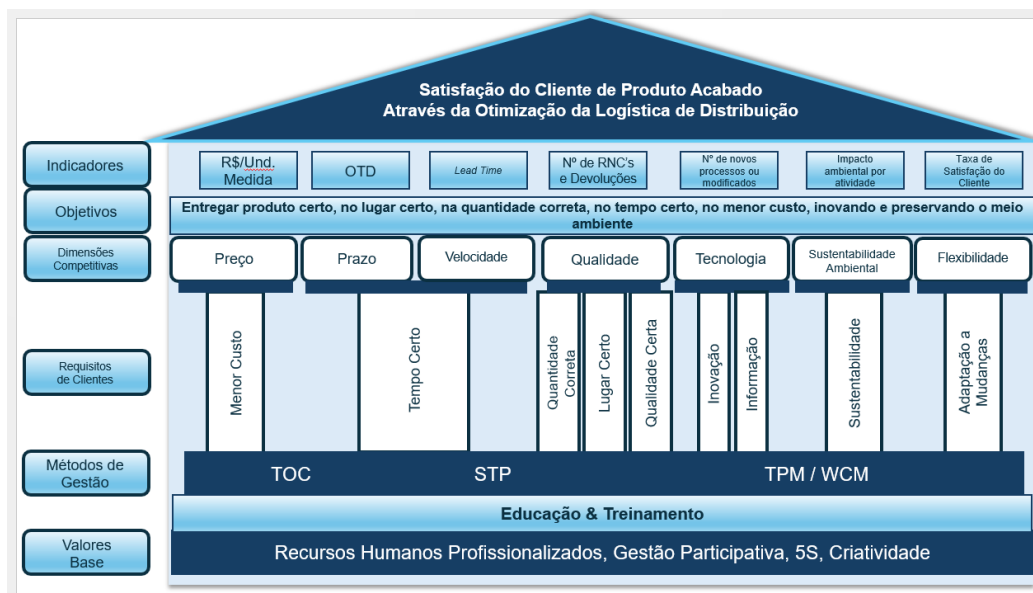 Satisfação do Cliente de Produto Acabado
Através da Otimização da Logística de Distribuição
Indicadores
R$/Und.
Medida
OTD
Lead Time
Nº de RNC's
e Devoluções
Nº de novos
processos ou
modificados
Impacto
ambiental por
atividade
Taxa de
Satisfação do
Cliente
Objetivos
Entregar produto certo, no lugar certo, na quantidade correta, no tempo certo, no menor custo, inovando e preservando o meio
ambiente
Dimensões
Competitivas
Preço
Prazo
Velocidade
Qualidade
Tecnologia
Sustentabilidade
Ambiental
Flexibilidade
Requisitos
de Clientes
Menor Custo
Tempo Certo
Quantidade
Correta
Lugar Certo
Qualidade Certa
Inovação
Informação
Sustentabilidade
Adaptação a
Mudanças
Métodos de
Gestão
TOC
STP
TPM / WCM
Educação & Treinamento
Valores
Base
Recursos Humanos Profissionalizados, Gestão Participativa, 5S, Criatividade